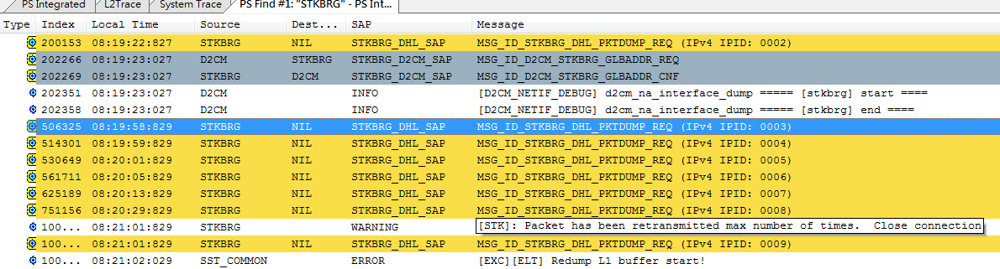 PS Integrated L2Trace System Trace PS Find #1: "STKBRG" - PS Int...
Type Index Local Time Source Dest... SAP Message
200153 08:19:22:827 STKBRG NIL STKBRG_DHL_SAP MSG_ID_STKBRG_DHL_PKTDUMP_REQ (IPv4 IPID: 0002)
202266 08:19:23:027 D2CM STKBRG STKBRG_D2CM_SAP MSG_ID_D2CM_STKBRG_GLBADDR_REQ
202269 08:19:23:027 STKBRG D2CM STKBRG_D2CM_SAP MSG_ID_D2CM_STKBRG_GLBADDR_CNF
202351 08:19:23:027 D2CM INFO [D2CM_NETIF_DEBUG] d2cm_na_interface_dump ===== [stkbrg] start ====
202358 08:19:23:027 D2CM INFO [D2CM_NETIF_DEBUG] d2cm_na_interface_dump ===== [stkbrg] end ====
506325 08:19:58:829 STKBRG NIL STKBRG_DHL_SAP MSG_ID_STKBRG_DHL_PKTDUMP_REQ (IPv4 IPID: 0003)
514301 08:19:59:829 STKBRG NIL STKBRG_DHL_SAP MSG_ID_STKBRG_DHL_PKTDUMP_REQ (IPv4 IPID: 0004)
530649 08:20:01:829 STKBRG NIL STKBRG_DHL_SAP MSG_ID_STKBRG_DHL_PKTDUMP_REQ (IPv4 IPID: 0005)
561711 08:20:05:829 STKBRG NIL STKBRG_DHL_SAP MSG_ID_STKBRG_DHL_PKTDUMP_REQ (IPv4 IPID: 0006)
625189 08:20:13:829 STKBRG NIL STKBRG_DHL_SAP MSG_ID_STKBRG_DHL_PKTDUMP_REQ (IPv4 IPID: 0007)
751156 08:20:29:829 STKBRG NIL STKBRG_DHL_SAP MSG_ID_STKBRG_DHL_PKTDUMP_REQ (IPv4 IPID: 0008)
100... 08:21:01:829 STKBRG WARNING [STK]: Packet has been retransmitted max number of times. Close connection
100... 08:21:01:829 STKBRG NIL STKBRG_DHL_SAP MSG_ID_STKBRG_DHL_PKTDUMP_REQ (IPv4 IPID: 0009)
100... 08:21:02:029 SST_COMMON ERROR [EXC][ELT] Redump L1 buffer start!